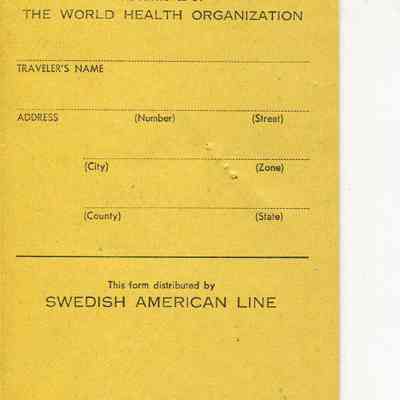 THE WORLD HEALTH ORGANIZATION
TRAVELER'S NAME
ADDRESS (Number) (Street)
(City) (Zone)
(County) (State)
This form distributed by
SWEDISH AMERICAN LINE